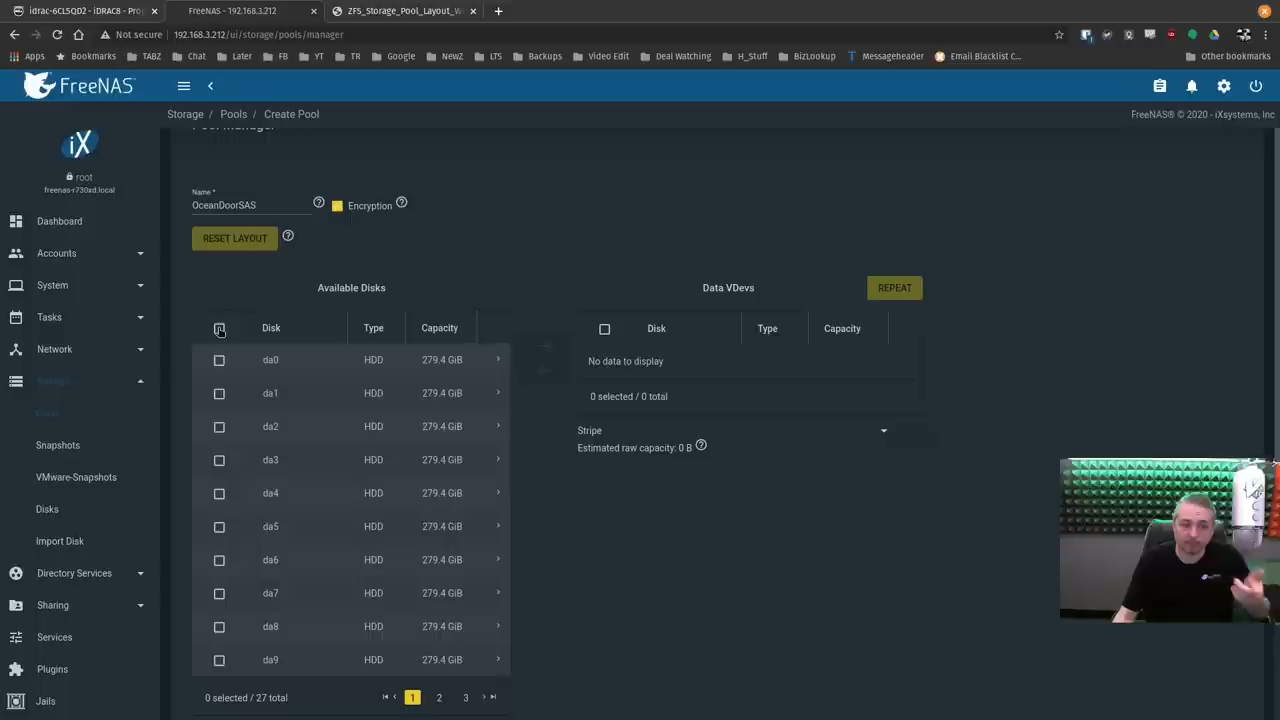 idrac-6CL5QD2 - iDRAC8 - Pro
FreeNAS - 192.168.3.212
ZFS_Storage_Pool_Layout_W
Not secure
192.168.3.212/ui/storage/pools/manager
Apps
Bookmarks
TABZ
Chat
Later
FB
YT
TR
Google
NewZ
LTS
Backups
Video Edit
Deal Watching
H_Stuff
BizLookup
Messageheader
Email Blacklist C...
Other bookmarks
FreeNAS
Storage / Pools / Create Pool
FreeNAS® © 2020 - iXsystems, Inc
iX
root
freenas-r730xd.local
Dashboard
Accounts
System
Tasks
Network
Storage
Pools
Snapshots
VMware-Snapshots
Disks
Import Disk
Directory Services
Sharing
Services
Plugins
Jails
Pool Manager
Name *
OceanDoorSAS
Encryption
RESET LAYOUT
Available Disks
Disk Type Capacity
da0 HDD 279.4 GiB
da1 HDD 279.4 GiB
da2 HDD 279.4 GiB
da3 HDD 279.4 GiB
da4 HDD 279.4 GiB
da5 HDD 279.4 GiB
da6 HDD 279.4 GiB
da7 HDD 279.4 GiB
da8 HDD 279.4 GiB
da9 HDD 279.4 GiB
0 selected / 27 total
1 2 3
Data VDevs
REPEAT
Disk Type Capacity
No data to display
0 selected / 0 total
Stripe
Estimated raw capacity: 0 B